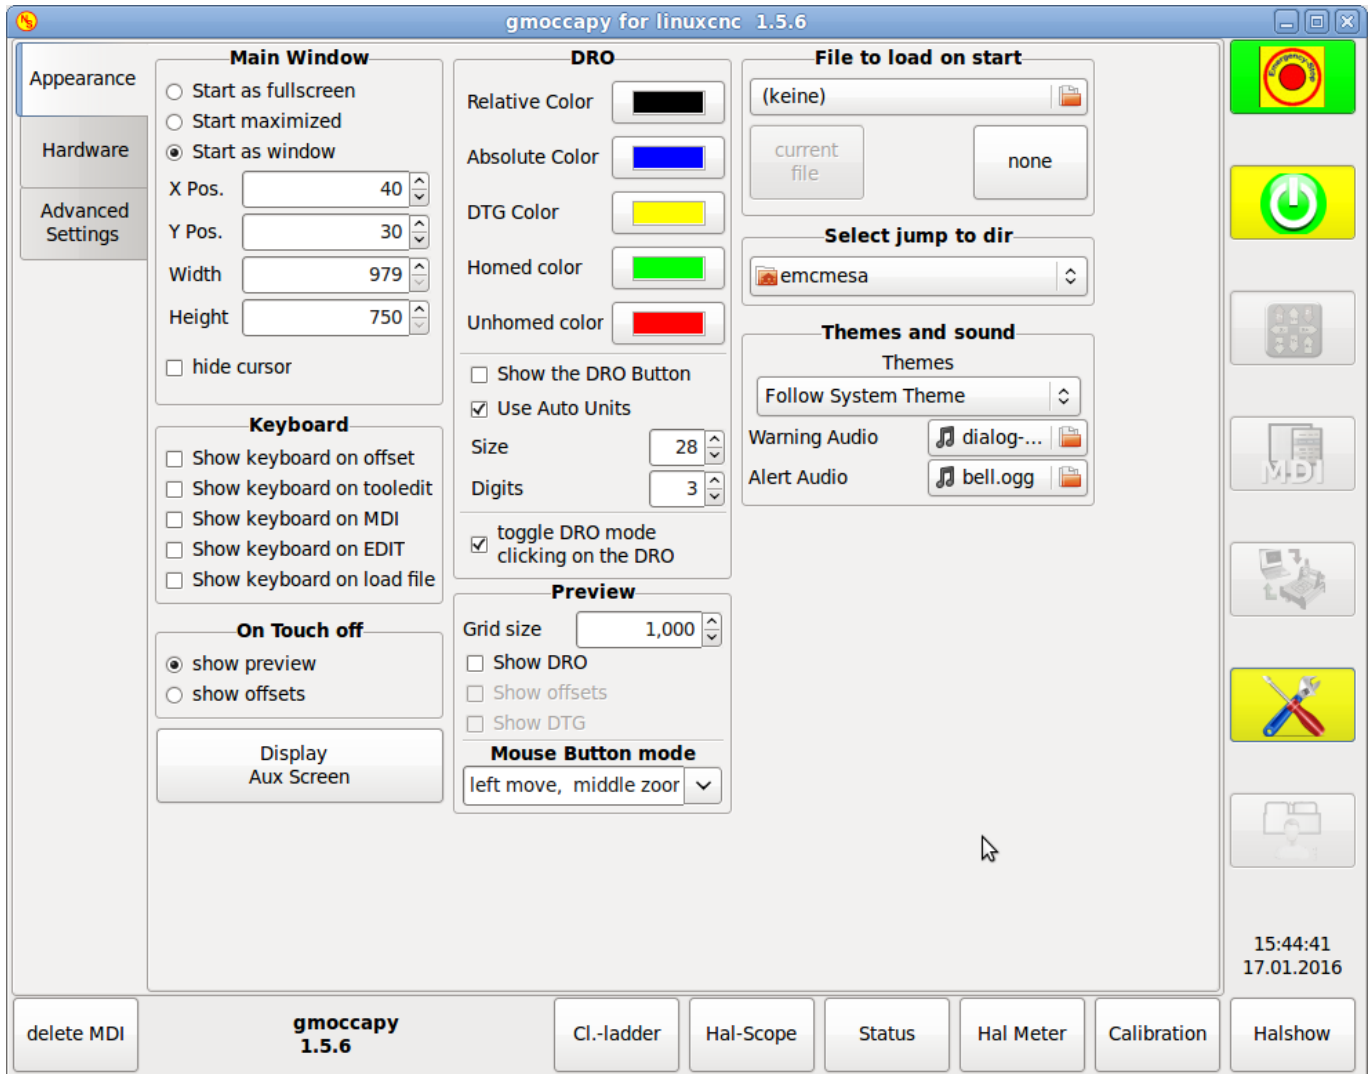 gmoccapy for linuxcnc 1.5.6
Appearance
Hardware
Advanced
Settings
Main Window
Start as fullscreen
Start maximized
Start as window
X Pos. 40
Y Pos. 30
Width 979
Height 750
hide cursor
Keyboard
Show keyboard on offset
Show keyboard on tooledit
Show keyboard on MDI
Show keyboard on EDIT
Show keyboard on load file
On Touch off
show preview
show offsets
Display
Aux Screen
DRO
Relative Color
Absolute Color
DTG Color
Homed color
Unhomed color
Show the DRO Button
Use Auto Units
Size 28
Digits 3
toggle DRO mode
clicking on the DRO
Preview
Grid size 1,000
Show DRO
Show offsets
Show DTG
Mouse Button mode
left move, middle zoor
File to load on start
(keine)
current
file
none
Select jump to dir
emcmesa
Themes and sound
Themes
Follow System Theme
Warning Audio dialog-...
Alert Audio bell.ogg
Emergency-Stop
MDI
15:44:41
17.01.2016
delete MDI
gmoccapy
1.5.6
Cl.-ladder
Hal-Scope
Status
Hal Meter
Calibration
Halshow